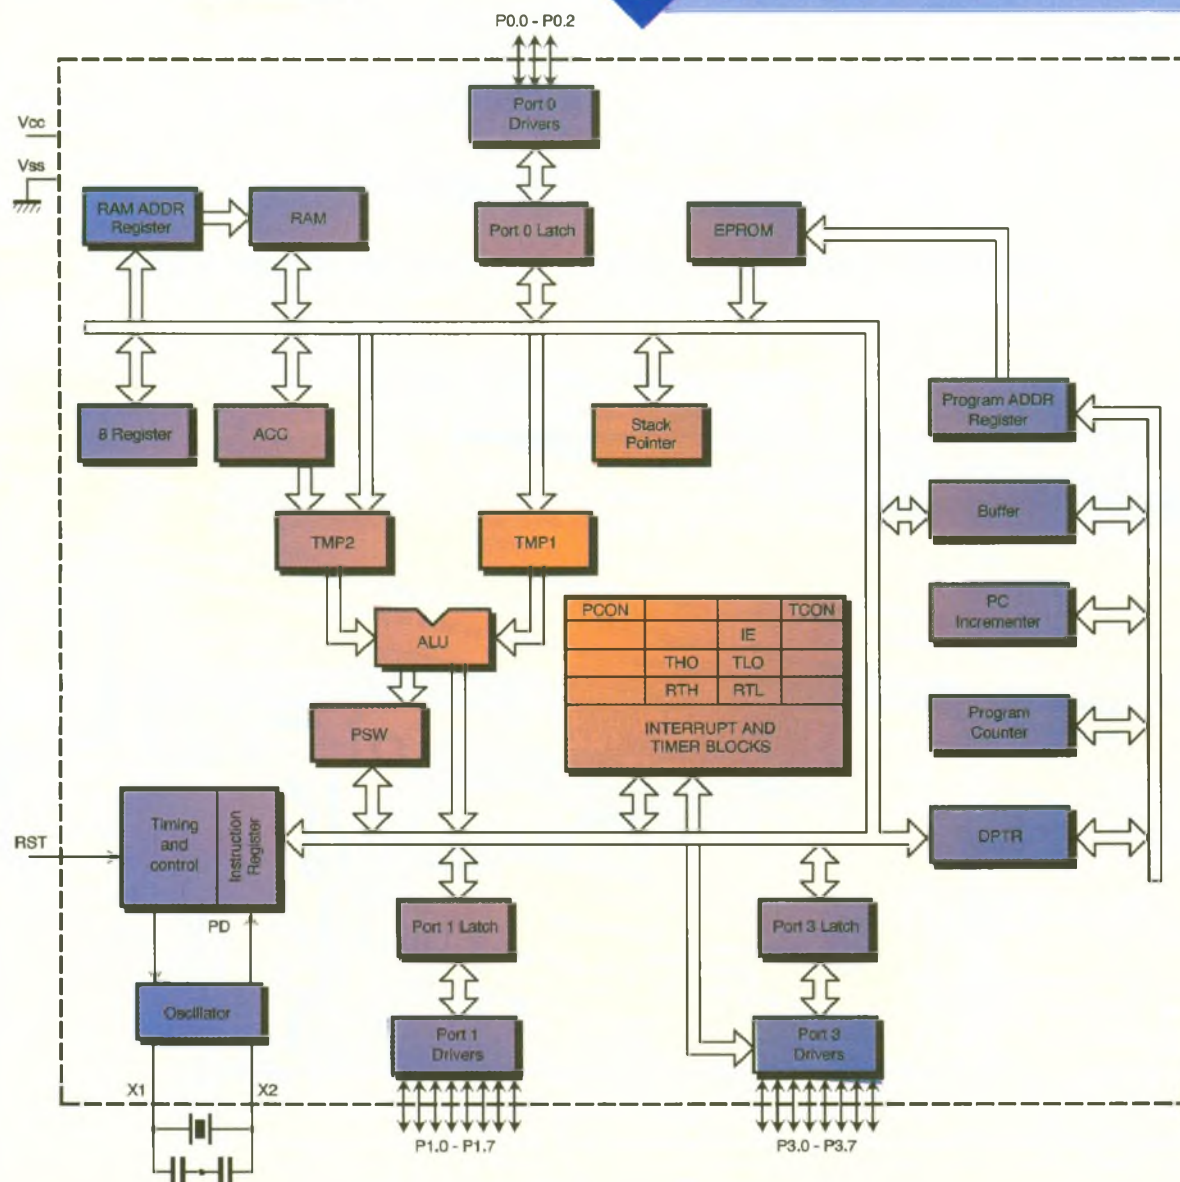 P0.0 - P0.2
Port 0
Drivers
Vcc
Vss
RAM ADDR
Register
RAM
Port 0 Latch
EPROM
Program ADDR
Register
B Register
ACC
Stack
Pointer
Buffer
TMP2
TMP1
PCON
TCON
IE
THO
TLO
RTH
RTL
INTERRUPT AND
TIMER BLOCKS
PC
Incrementer
ALU
PSW
Program
Counter
Timing
and
control
Instruction
Register
RST
DPTR
PD
Port 1 Latch
Port 3 Latch
Oscillator
Port 1
Drivers
Port 3
Drivers
X1
X2
P1.0 - P1.7
P3.0 - P3.7